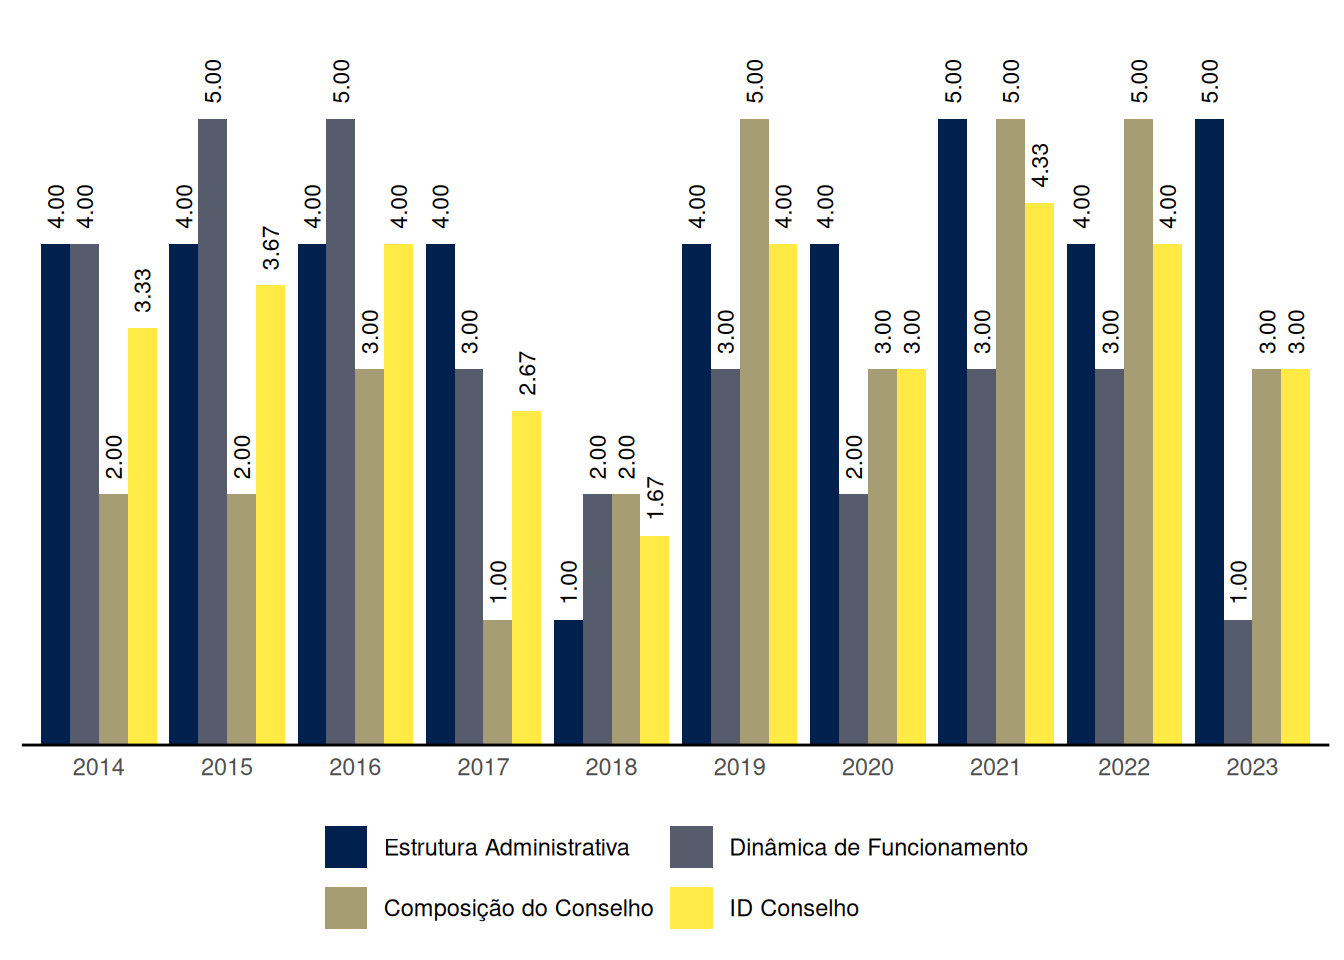 4.00 4.00 2.00 3.33 4.00 5.00 2.00 3.67 4.00 5.00 3.00 4.00 4.00 3.00 1.00 2.67 1.00 2.00 2.00 1.67 4.00 3.00 5.00 4.00 4.00 2.00 3.00 3.00 5.00 3.00 5.00 4.33 4.00 3.00 5.00 4.00 5.00 1.00 3.00 3.00
2014 2015 2016 2017 2018 2019 2020 2021 2022 2023
Estrutura Administrativa Dinâmica de Funcionamento
Composição do Conselho ID Conselho